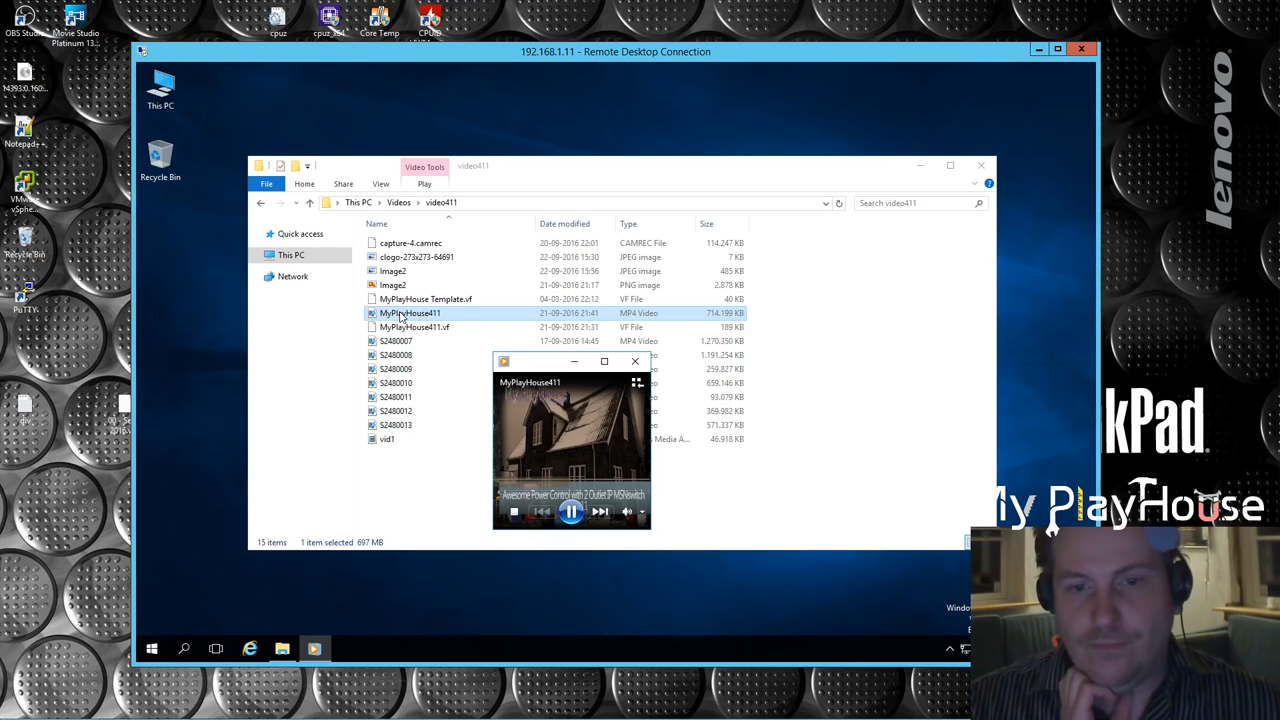 OBS Studio
Movie Studio
Platinum 13...
cpuz
cpuz_x64
Core Temp
CPUID
14393.0.160...
Notepad++
VMware
vSphe...
Recycle Bin
PuTTY
div
192.168.1.11 - Remote Desktop Connection
This PC
Recycle Bin
Video Tools
video411
File
Home
Share
View
Play
This PC
Videos
video411
Search video411
Quick access
This PC
Network
Name
Date modified
Type
Size
capture-4.camrec
20-09-2016 22:01
CAMREC File
114.247 KB
clogo-273x273-64691
22-09-2016 15:30
JPEG image
7 KB
Image2
22-09-2016 15:56
JPEG image
485 KB
Image2
21-09-2016 21:17
PNG image
2.878 KB
MyPlayHouse Template.vf
04-03-2016 22:12
VF File
40 KB
MyPlayHouse411
21-09-2016 21:41
MP4 Video
714.199 KB
MyPlayHouse411.vf
21-09-2016 21:31
VF File
189 KB
S2480007
17-09-2016 14:45
MP4 Video
1.270.350 KB
S2480008
1.191.254 KB
S2480009
259.827 KB
S2480010
659.146 KB
S2480011
93.079 KB
S2480012
369.982 KB
S2480013
571.337 KB
vid1
s Media A...
46.918 KB
MyPlayHouse411
Awesome Power Control with 2 Outlet IP MSNswitch
15 items
1 item selected 697 MB
Window
lenovo
kPad
My PlayHouse